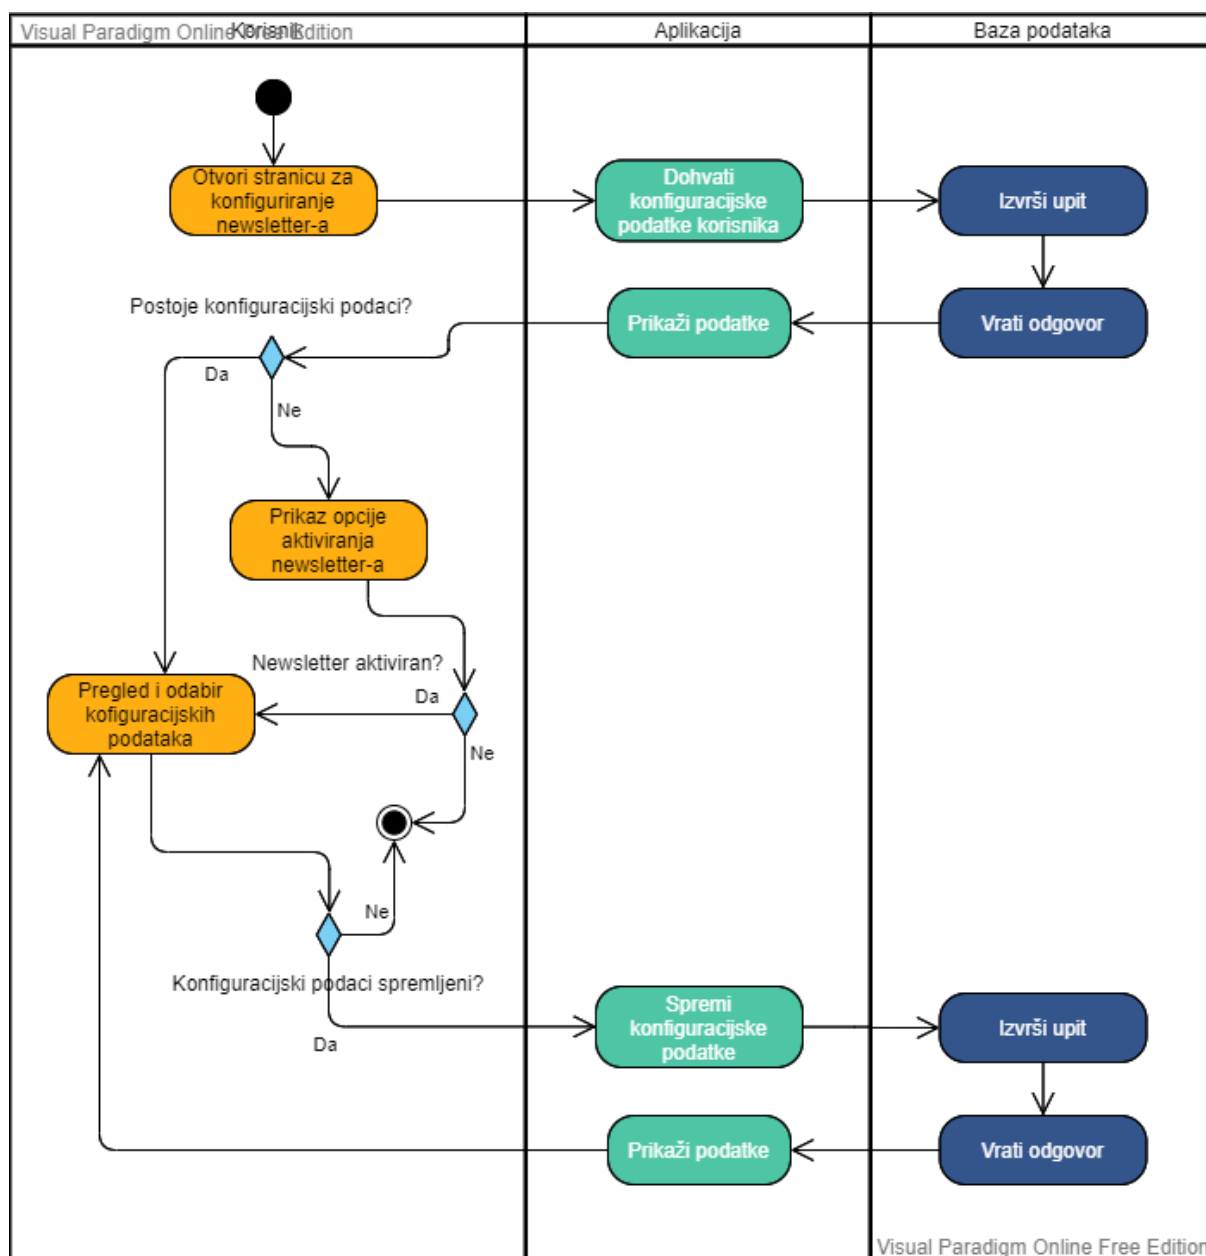 Visual Paradigm Online Free Edition
Korisnik
Aplikacija
Baza podataka
Otvori stranicu za
konfiguriranje
newsletter-a
Dohvati
konfiguracijske
podatke korisnika
Izvrši upit
Postoje konfiguracijski podaci?
Prikaži podatke
Vrati odgovor
Da
Ne
Prikaz opcije
aktiviranja
newsletter-a
Newsletter aktiviran?
Da
Ne
Pregled i odabir
kofiguracijskih
podataka
Ne
Konfiguracijski podaci spremljeni?
Da
Spremi
konfiguracijske
podatke
Izvrši upit
Prikaži podatke
Vrati odgovor
Visual Paradigm Online Free Edition